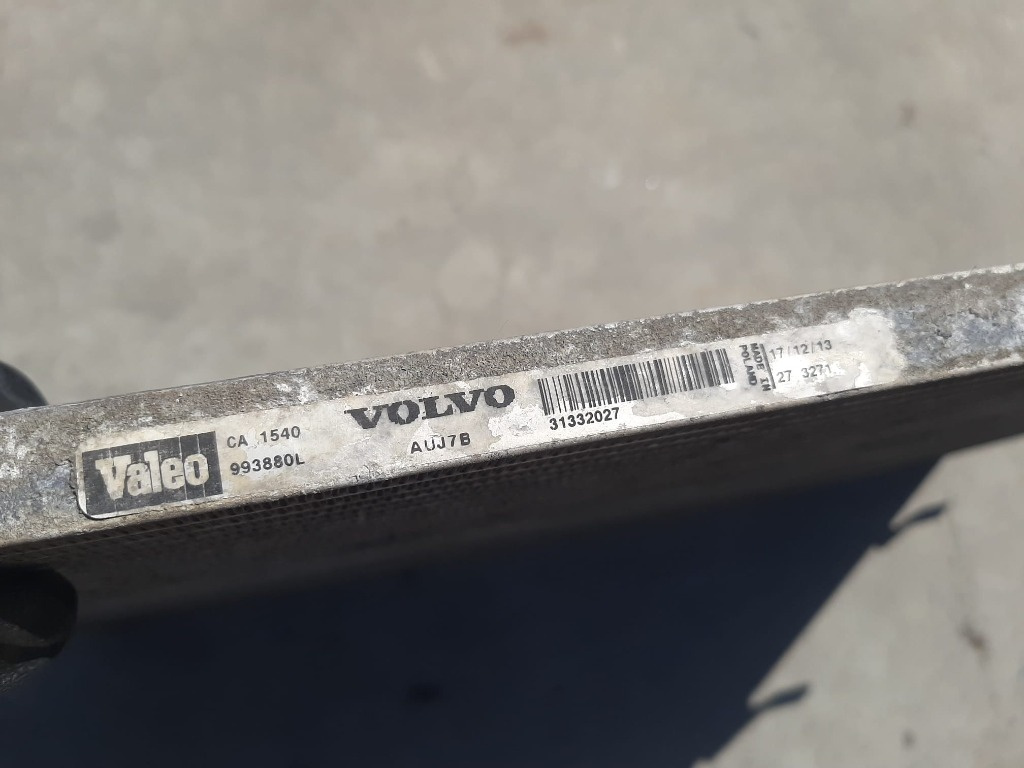 Valeo
CA 1540
993880L
VOLVO
AUJ7B
31332027
MADE IN
POLAND
17/12/13
27 3271